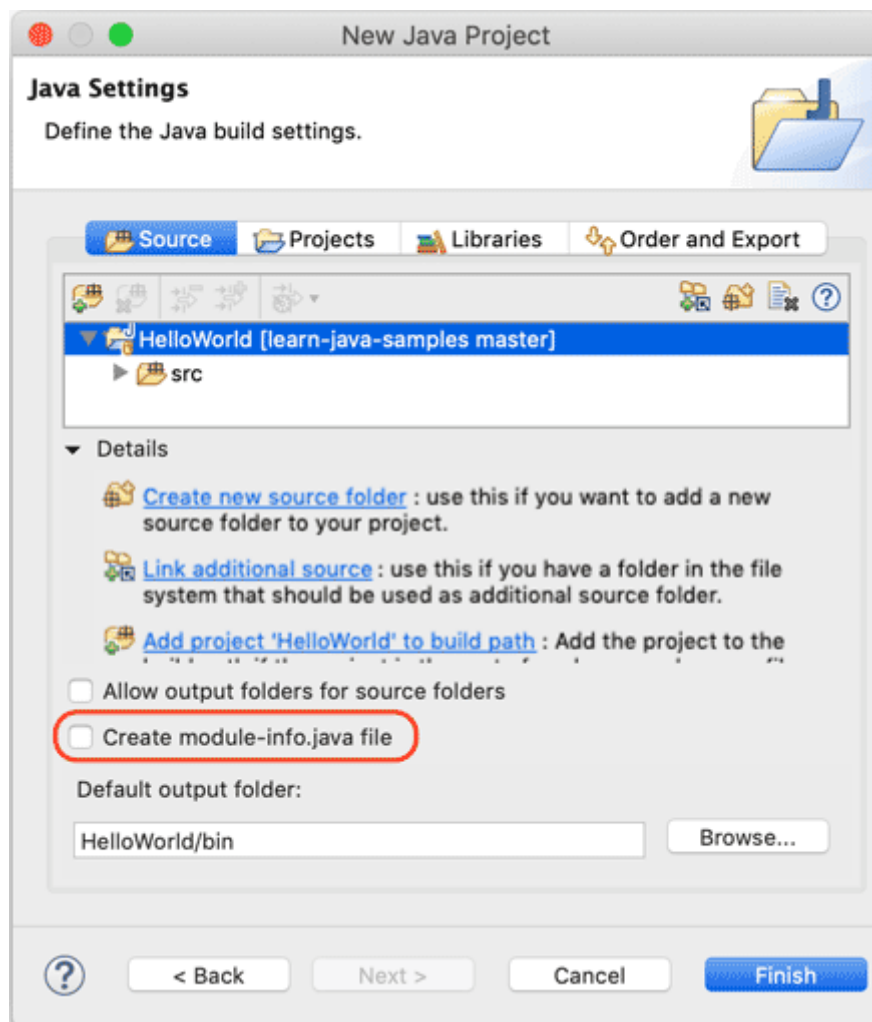 New Java Project
Java Settings
Define the Java build settings.
Source Projects Libraries Order and Export
HelloWorld [learn-java-samples master]
src
Details
Create new source folder : use this if you want to add a new
source folder to your project.
Link additional source : use this if you have a folder in the file
system that should be used as additional source folder.
Add project 'HelloWorld' to build path : Add the project to the
Allow output folders for source folders
Create module-info.java file
Default output folder:
HelloWorld/bin
Browse...
? < Back Next > Cancel Finish